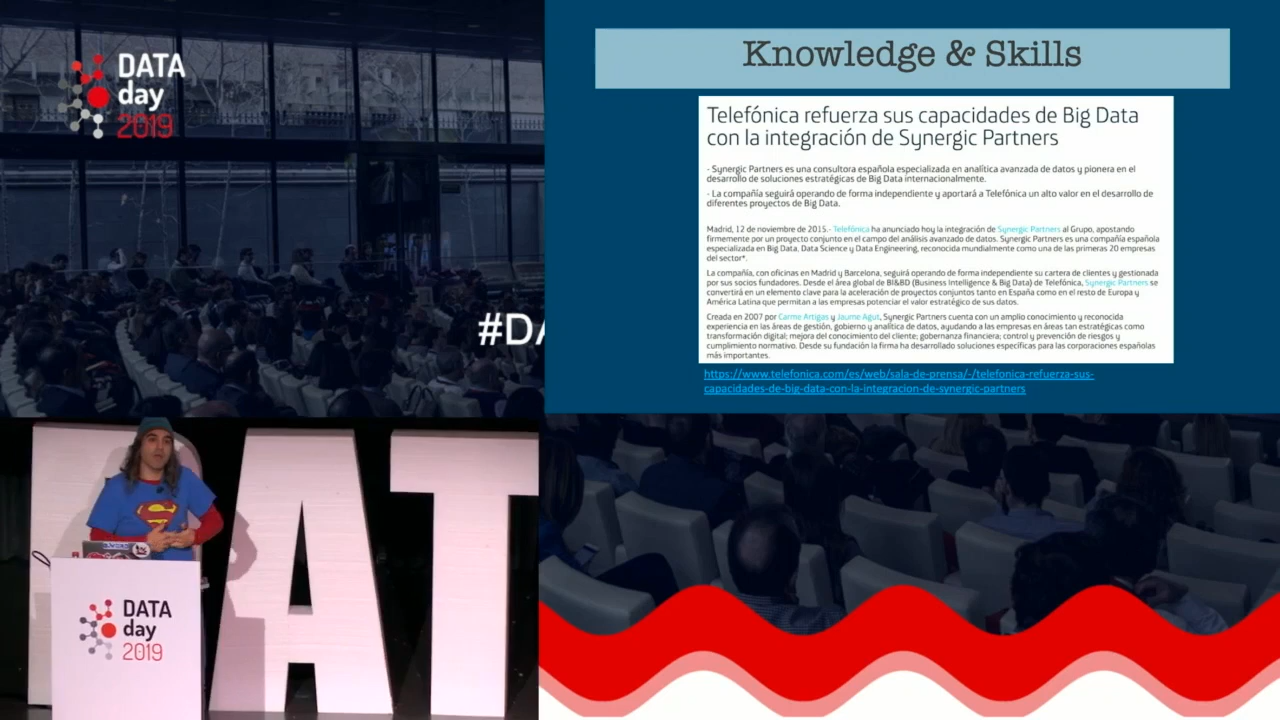 DATA
day
2019
#DA
Knowledge & Skills
Telefónica refuerza sus capacidades de Big Data
con la integración de Synergic Partners
- Synergic Partners es una consultora española especializada en analítica avanzada de datos y pionera en el
desarrollo de soluciones estratégicas de Big Data internacionalmente.
- La compañía seguirá operando de forma independiente y aportará a Telefónica un alto valor en el desarrollo de
diferentes proyectos de Big Data.
Madrid, 12 de noviembre de 2015.- Telefónica ha anunciado hoy la integración de Synergic Partners al Grupo, apostando
firmemente por un proyecto conjunto en el campo del análisis avanzado de datos. Synergic Partners es una compañía española
especializada en Big Data, Data Science y Data Engineering, reconocida mundialmente como una de las primeras 20 empresas
del sector*.
La compañía, con oficinas en Madrid y Barcelona, seguirá operando de forma independiente su cartera de clientes y gestionada
por sus socios fundadores. Desde el área global de BI&BD (Business Intelligence & Big Data) de Telefónica, Synergic Partners se
convertirá en un elemento clave para la aceleración de proyectos conjuntos tanto en España como en el resto de Europa y
América Latina que permitan a las empresas potenciar el valor estratégico de sus datos.
Creada en 2007 por Carme Artigas y Jaume Agut, Synergic Partners cuenta con un amplio conocimiento y reconocida
experiencia en las áreas de gestión, gobierno y analítica de datos, ayudando a las empresas en áreas tan estratégicas como
transformación digital; mejora del conocimiento del cliente; gobernanza financiera; control y prevención de riesgos y
cumplimiento normativo. Desde su fundación la firma ha desarrollado soluciones específicas para las corporaciones españolas
más importantes.
https://www.telefonica.com/es/web/sala-de-prensa/-/telefonica-refuerza-sus-
capacidades-de-big-data-con-la-integracion-de-synergic-partners
AT
DATA
day
2019